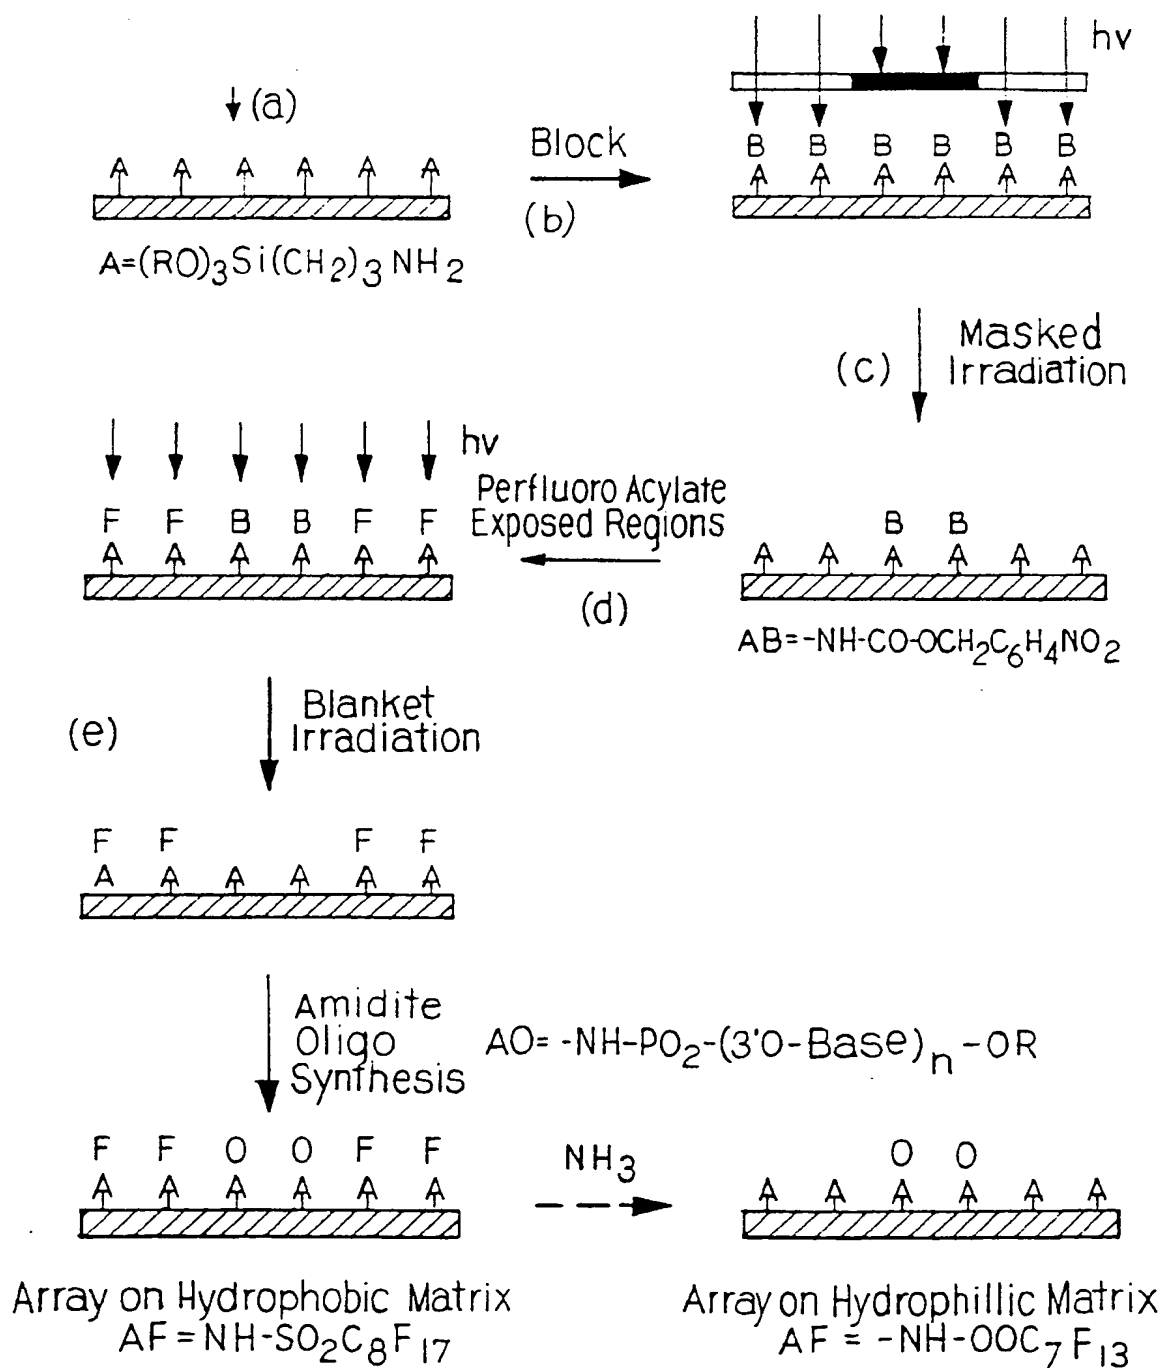 (a)
A A A A A A
A=(RO)3Si(CH2)3NH2
Block
(b)
hv
B B B B B B
A A A A A A
(c)
Masked
Irradiation
B B
A A A A A A
AB=-NH-CO-OCH2C6H4NO2
Perfluoro Acylate
Exposed Regions
(d)
hv
F F B B F F
A A A A A A
(e)
Blanket
Irradiation
F F F F
A A A A A A
Amidite
Oligo
Synthesis
AO= -NH-PO2-(3'O-Base)n-OR
F F O O F F
A A A A A A
Array on Hydrophobic Matrix
AF=NH-SO2C8F17
NH3
O O
A A A A A A
Array on Hydrophillic Matrix
AF = -NH-OOC7F13